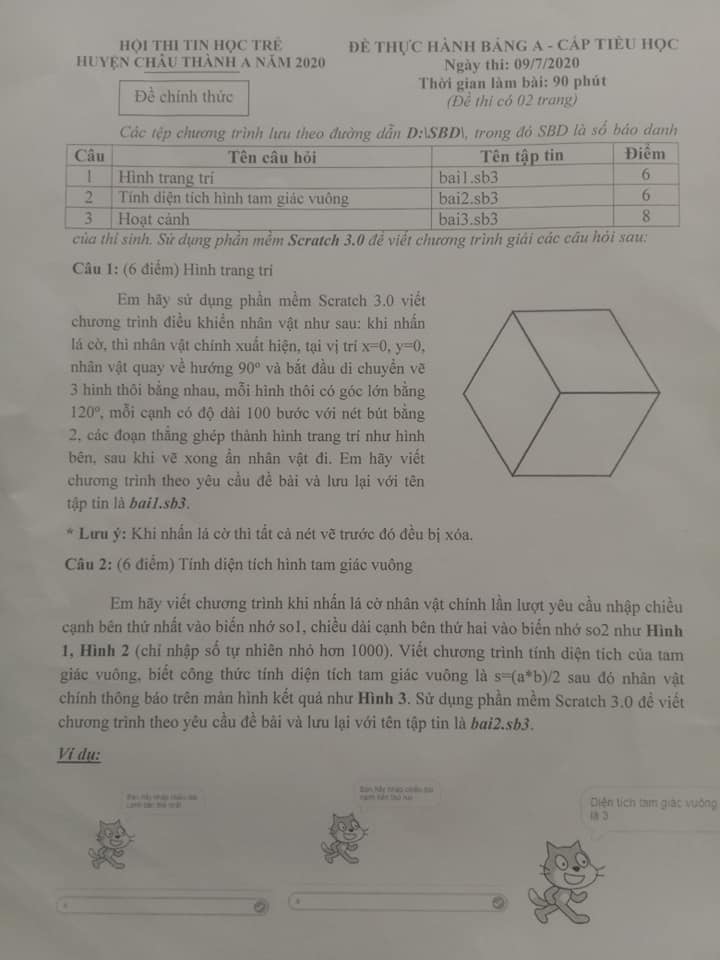 HỘI THI TIN HỌC TRẺ
HUYỆN CHÂU THÀNH A NĂM 2020
Đề chính thức
ĐỀ THỰC HÀNH BẢNG A - CẤP TIỂU HỌC
Ngày thi: 09/7/2020
Thời gian làm bài: 90 phút
(Đề thi có 02 trang)
Các tệp chương trình lưu theo đường dẫn D:\SBD\, trong đó SBD là số báo danh
Câu Tên câu hỏi Tên tập tin Điểm
1 Hình trang trí bai1.sb3 6
2 Tính diện tích hình tam giác vuông bai2.sb3 6
3 Hoạt cảnh bai3.sb3 8
của thí sinh. Sử dụng phần mềm Scratch 3.0 để viết chương trình giải các câu hỏi sau:
Câu 1: (6 điểm) Hình trang trí
Em hãy sử dụng phần mềm Scratch 3.0 viết
chương trình điều khiển nhân vật như sau: khi nhấn
lá cờ, thì nhân vật chính xuất hiện, tại vị trí x=0, y=0,
nhân vật quay về hướng 90º và bắt đầu di chuyển vẽ
3 hình thôi bằng nhau, mỗi hình thôi có góc lớn bằng
120º, mỗi cạnh có độ dài 100 bước với nét bút bằng
2, các đoạn thẳng ghép thành hình trang trí như hình
bên, sau khi vẽ xong ẩn nhân vật đi. Em hãy viết
chương trình theo yêu cầu đề bài và lưu lại với tên
tập tin là bai1.sb3.
* Lưu ý: Khi nhấn lá cờ thì tất cả nét vẽ trước đó đều bị xóa.
Câu 2: (6 điểm) Tính diện tích hình tam giác vuông
Em hãy viết chương trình khi nhấn lá cờ nhân vật chính lần lượt yêu cầu nhập chiều
cạnh bên thứ nhất vào biến nhớ so1, chiều dài cạnh bên thứ hai vào biến nhớ so2 như Hình
1, Hình 2 (chỉ nhập số tự nhiên nhỏ hơn 1000). Viết chương trình tính diện tích của tam
giác vuông, biết công thức tính diện tích tam giác vuông là s=(a*b)/2 sau đó nhân vật
chính thông báo trên màn hình kết quả như Hình 3. Sử dụng phần mềm Scratch 3.0 để viết
chương trình theo yêu cầu đề bài và lưu lại với tên tập tin là bai2.sb3.
Ví dụ:
Bạn hãy nhập chiều dài
cạnh bên thứ nhất
Bạn hãy nhập chiều dài
cạnh bên thứ hai
Diện tích tam giác vuông
là 3